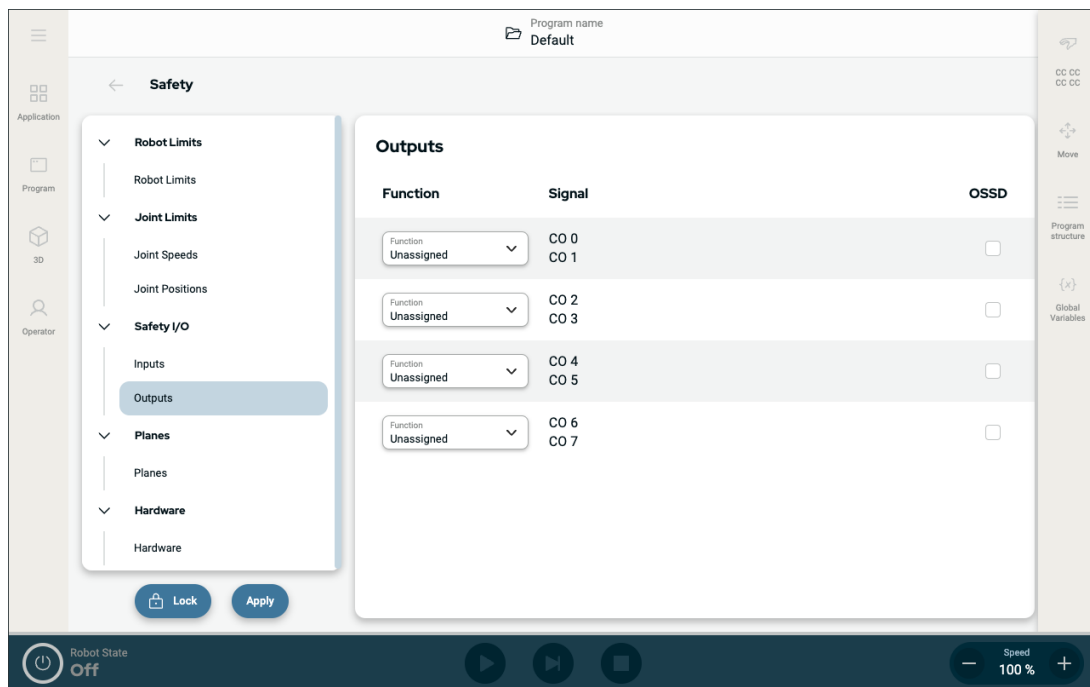 Program name
Default
Safety
Application
Program
3D
Operator
Robot Limits
Robot Limits
Joint Limits
Joint Speeds
Joint Positions
Safety I/O
Inputs
Outputs
Planes
Planes
Hardware
Hardware
Lock
Apply
Outputs
Function
Signal
OSSD
Function
Unassigned
CO 0
CO 1
Function
Unassigned
CO 2
CO 3
Function
Unassigned
CO 4
CO 5
Function
Unassigned
CO 6
CO 7
CC CC
CC CC
Move
Program
structure
{x}
Global
Variables
Robot State
Off
Speed
100 %